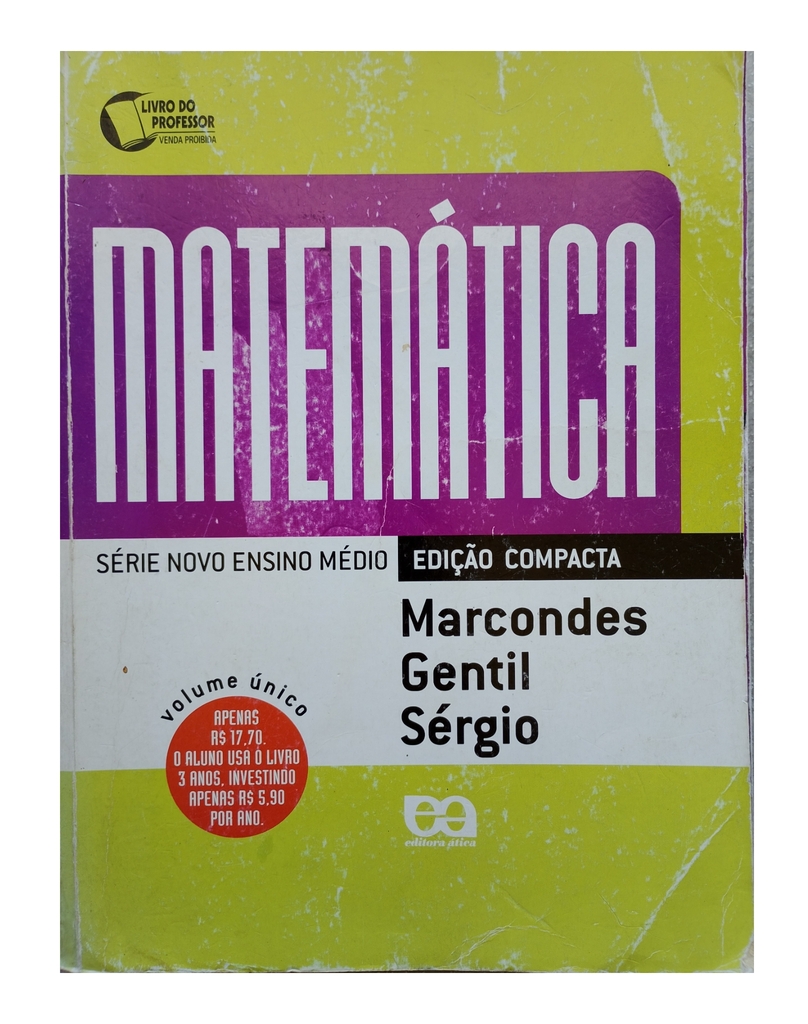 LIVRO DO
PROFESSOR
VENDA PROIBIDA
MATEMÁTICA
SÉRIE NOVO ENSINO MÉDIO
EDIÇÃO COMPACTA
Marcondes
Gentil
Sérgio
volume único
APENAS
R$ 17,70.
O ALUNO USA O LIVRO
3 ANOS, INVESTINDO
APENAS R$ 5,90
POR ANO.
editora ática